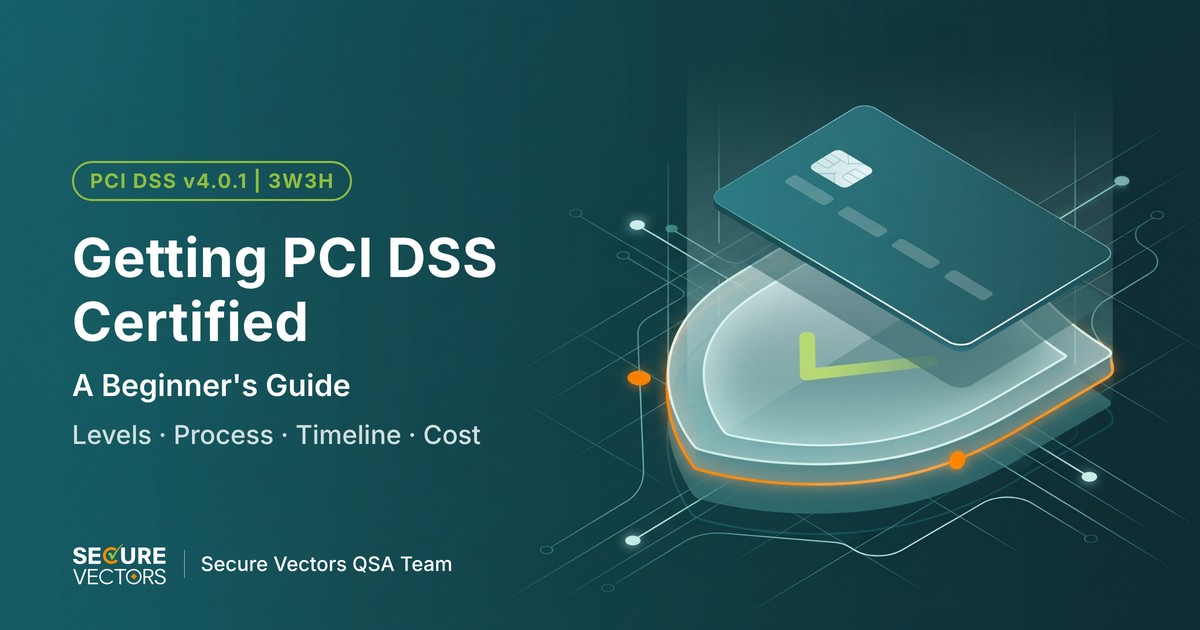 PCI DSS v4.0.1 | 3W3H
Getting PCI DSS
Certified
A Beginner's Guide
Levels · Process · Timeline · Cost
SECURE
VECTORS
Secure Vectors QSA Team